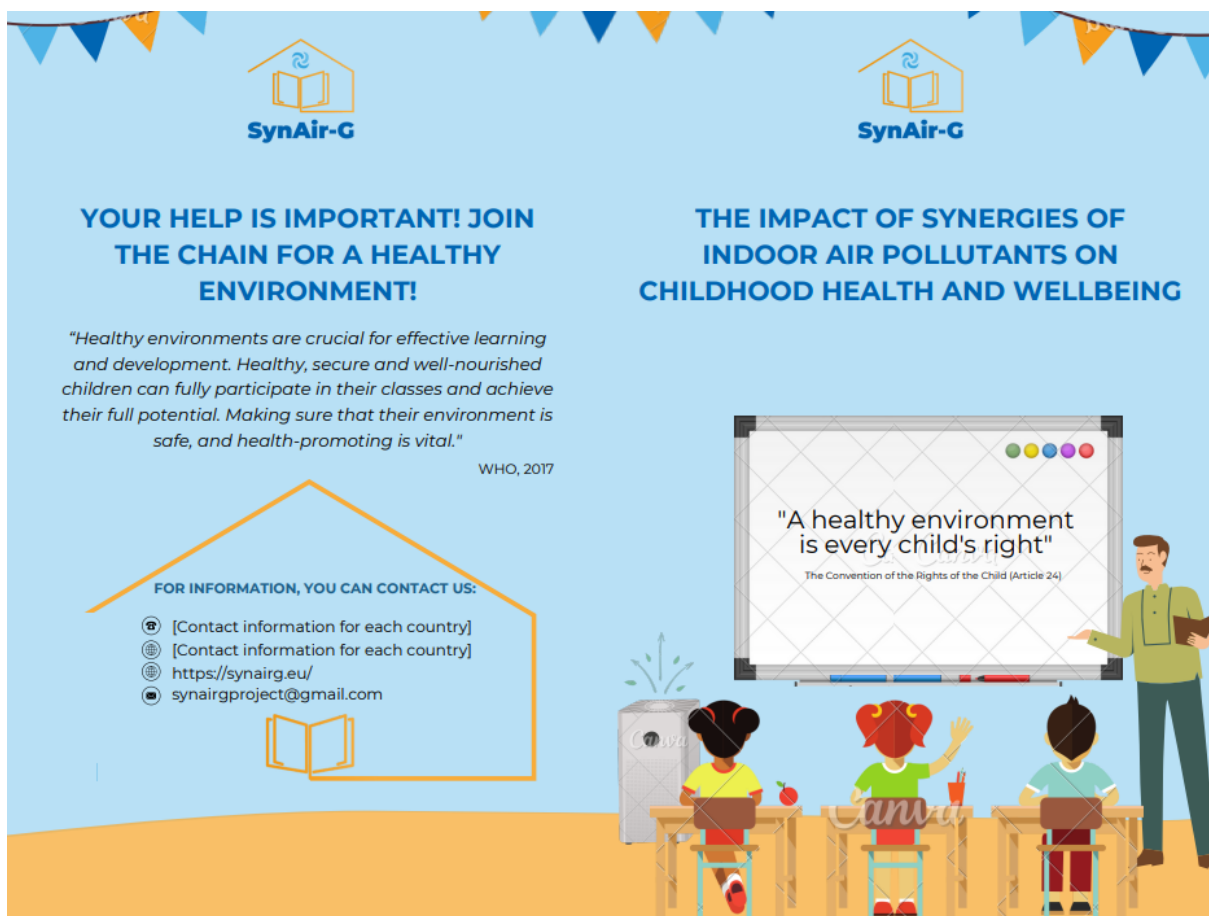 SynAir-G
YOUR HELP IS IMPORTANT! JOIN
THE CHAIN FOR A HEALTHY
ENVIRONMENT!
“Healthy environments are crucial for effective learning
and development. Healthy, secure and well-nourished
children can fully participate in their classes and achieve
their full potential. Making sure that their environment is
safe, and health-promoting is vital."
WHO, 2017
FOR INFORMATION, YOU CAN CONTACT US:
[Contact information for each country]
[Contact information for each country]
https://synairg.eu/
synairgproject@gmail.com
SynAir-G
THE IMPACT OF SYNERGIES OF
INDOOR AIR POLLUTANTS ON
CHILDHOOD HEALTH AND WELLBEING
"A healthy environment
is every child's right"
The Convention of the Rights of the Child (Article 24)
Canva
Canva